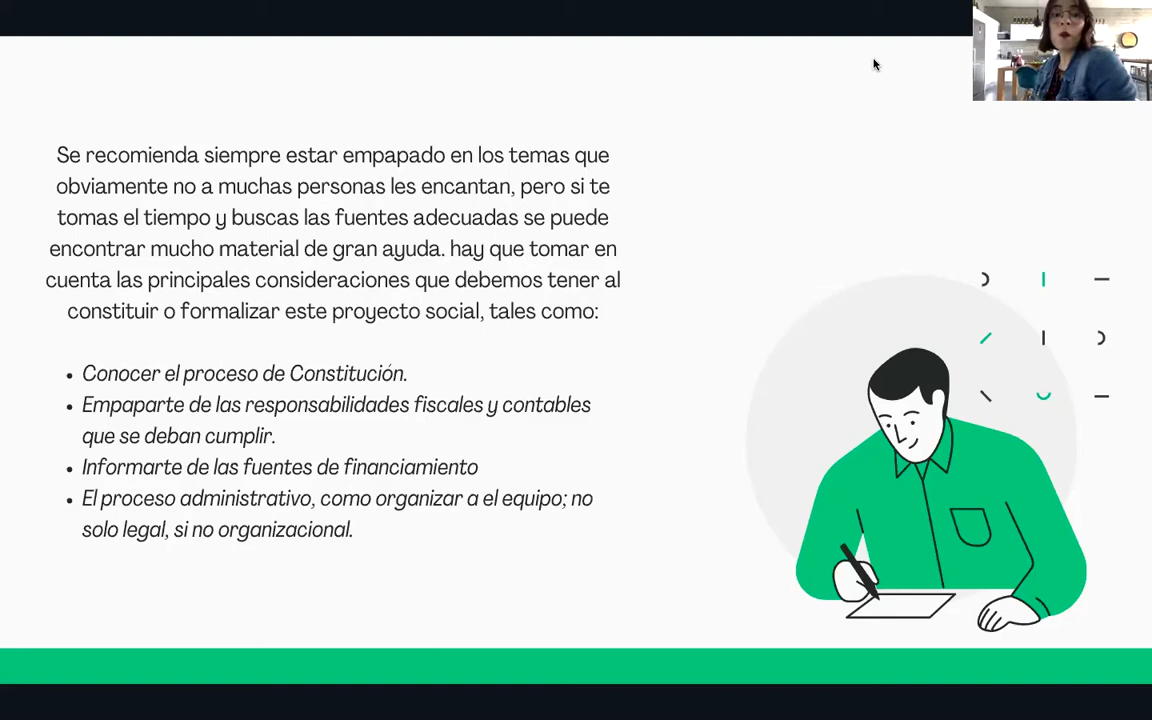 Se recomienda siempre estar empapado en los temas que
obviamente no a muchas personas les encantan, pero si te
tomas el tiempo y buscas las fuentes adecuadas se puede
encontrar mucho material de gran ayuda. hay que tomar en
cuenta las principales consideraciones que debemos tener al
constituir o formalizar este proyecto social, tales como:
• Conocer el proceso de Constitución.
• Empaparte de las responsabilidades fiscales y contables
que se deban cumplir.
• Informarte de las fuentes de financiamiento
• El proceso administrativo, como organizar a el equipo; no
solo legal, si no organizacional.